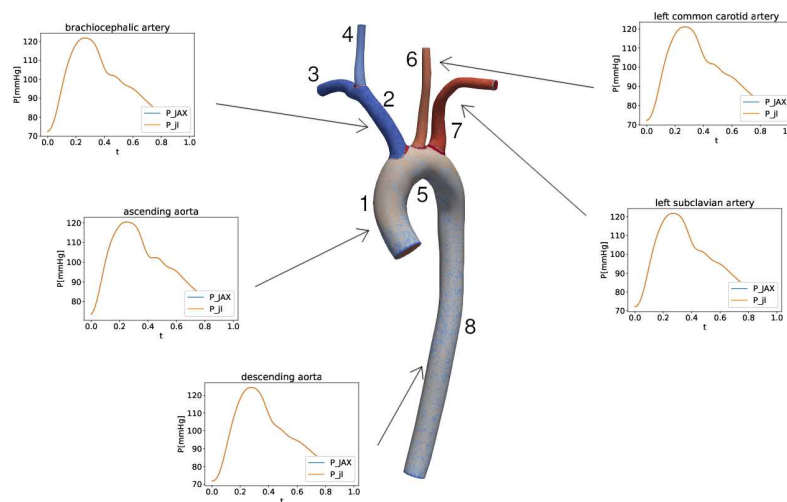 brachiocephalic artery
P[mmHg]
120
110
100
90
80
70
0.0 0.2 0.4 0.6 0.8 1.0
t
P_JAX
P_jl
left common carotid artery
P[mmHg]
120
110
100
90
80
70
0.0 0.2 0.4 0.6 0.8 1.0
t
P_JAX
P_jl
4
3
2
6
7
1
5
8
ascending aorta
P[mmHg]
120
100
90
80
0.0 0.2 0.4 0.6 0.8 1.0
t
P_JAX
P_jl
left subclavian artery
P[mmHg]
120
110
100
90
80
70
0.0 0.2 0.4 0.6 0.8 1.0
t
P_JAX
P_jl
descending aorta
P[mmHg]
120
110
100
90
80
70
0.0 0.2 0.4 0.6 0.8 1.0
t
P_JAX
P_jl